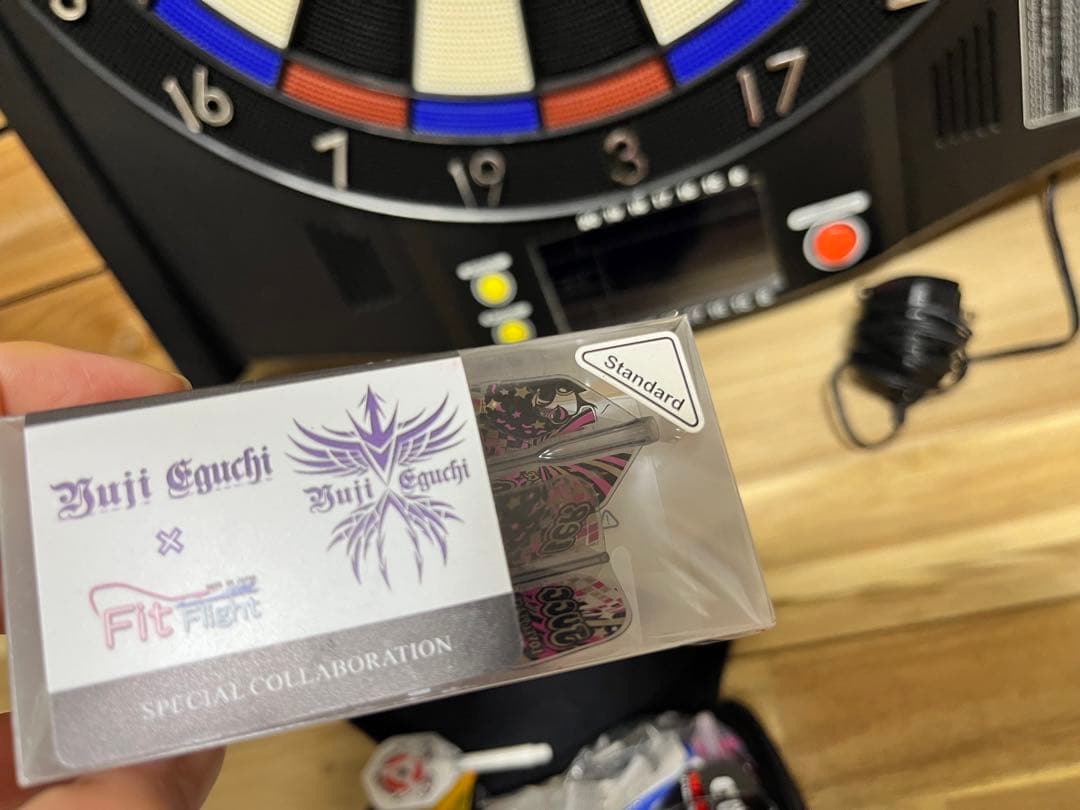 16
7
19
3
17
Standard
Yuji Eguchi
×
Fit Flight
Yuji Eguchi
SPECIAL COLLABORATION